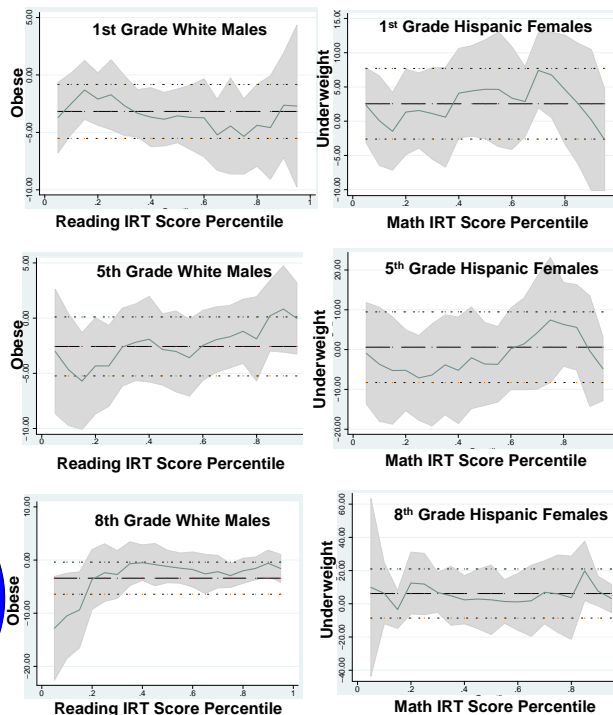 1st Grade White Males
Obese
5.00
0.00
-5.00
-10.00
0 .2 .4 .6 .8 1
Reading IRT Score Percentile
1st Grade Hispanic Females
Underweight
15.00
10.00
5.00
0.00
-5.00
-10.00
0 .2 .4 .6 .8
Math IRT Score Percentile
5th Grade White Males
Obese
5.00
.00
-5.00
-10.00
0 .2 .4 .6 .8
Reading IRT Score Percentile
5th Grade Hispanic Females
Underweight
20.00
10.00
0.00
-10.00
-20.00
0 .2 .4 .6 .8
Math IRT Score Percentile
8th Grade White Males
Obese
10.00
0.00
-10.00
-20.00
0 .2 .4 .6 .8 1
Reading IRT Score Percentile
8th Grade Hispanic Females
Underweight
60.00
40.00
20.00
0.00
-20.00
-40.00
0 .2 .4 .6 .8
Math IRT Score Percentile